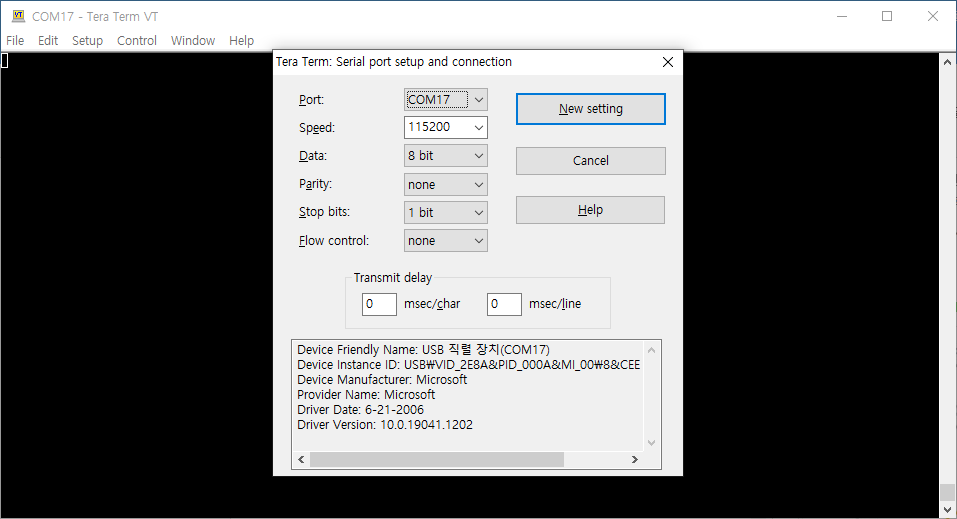 COM17 - Tera Term VT
File Edit Setup Control Window Help
Tera Term: Serial port setup and connection
Port: COM17
New setting
Speed: 115200
Data: 8 bit
Cancel
Parity: none
Stop bits: 1 bit
Help
Flow control: none
Transmit delay
0 msec/char 0 msec/line
Device Friendly Name: USB 직렬 장치(COM17)
Device Instance ID: USB₩VID_2E8A&PID_000A&MI_00₩8&CEE
Device Manufacturer: Microsoft
Provider Name: Microsoft
Driver Date: 6-21-2006
Driver Version: 10.0.19041.1202